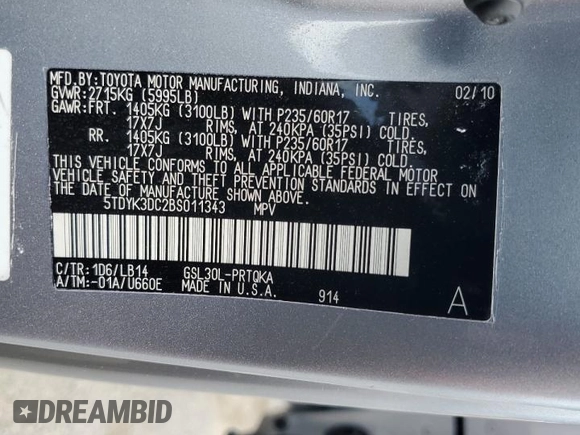 MFD.BY:TOYOTA MOTOR MANUFACTURING, INDIANA, INC. 02/10
GVWR:2715KG (5995LB)
GAWR:FRT. 1405KG (3100LB) WITH P235/60R17 TIRES,
17X7J RIMS, AT 240KPA (35PSI) COLD.
RR. 1405KG (3100LB) WITH P235/60R17 TIRES,
17X7J RIMS, AT 240KPA (35PSI) COLD.
THIS VEHICLE CONFORMS TO ALL APPLICABLE FEDERAL MOTOR
VEHICLE SAFETY AND THEFT PREVENTION STANDARDS IN EFFECT ON
THE DATE OF MANUFACTURE SHOWN ABOVE.
5TDYK3DC2BS011343 MPV
C/TR:1D6/LB14 GSL30L-PRTQKA
A/TM:-01A/U660E MADE IN U.S.A. 914 A
DREAMBID